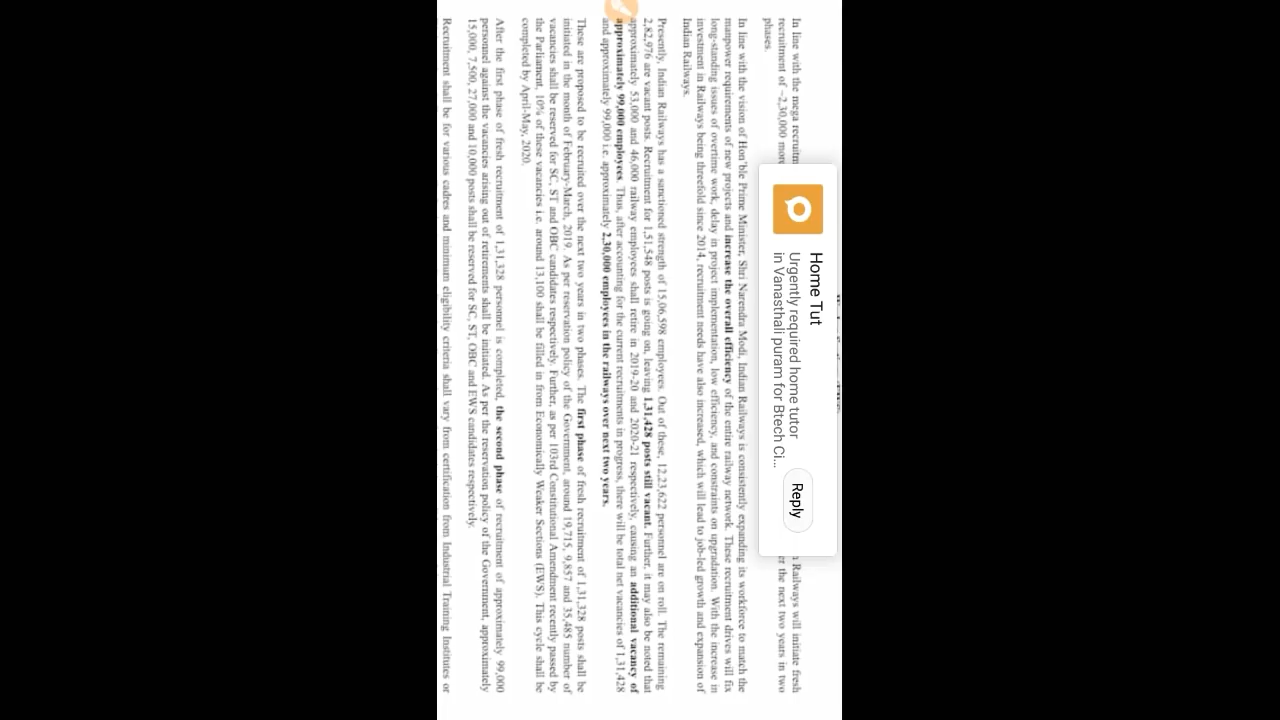 In line with the mega recruitm
Railways will initiate fresh
recruitment of ~2,30,000 more
er the next two years in two
phases.
Home Tut
Urgently required home tutor
in Vanasthali puram for Btech Ci...
Reply
In line with the vision of Hon'ble Prime Minister, Shri Narendra Modi, Indian Railways is consistently expanding its workforce to match the
manpower requirements of new projects and increase the overall efficiency of the entire railway network. These recruitment drives will fix
long-standing issues of overtime work, delay in project implementation, low efficiency, and constraints on upgradation. With the increase in
investment in Railways being threefold since 2014, recruitment needs have also increased, which will lead to job-led growth and expansion of
Indian Railways.
Presently, Indian Railways has a sanctioned strength of 15,06,598 employees. Out of these, 12,23,622 personnel are on roll. The remaining
2,82,976 are vacant posts. Recruitment for 1,51,548 posts is going on, leaving 1,31,428 posts still vacant. Further, it may also be noted that
approximately 53,000 and 46,000 railway employees shall retire in 2019-20 and 2020-21 respectively, causing an additional vacancy of
approximately 99,000 employees. Thus, after accounting for the current recruitments in progress, there will be total net vacancies of 1,31,428
and approximately 99,000 i.e. approximately 2,30,000 employees in the railways over next two years.
These are proposed to be recruited over the next two years in two phases. The first phase of fresh recruitment of 1,31,328 posts shall be
initiated in the month of February-March, 2019. As per reservation policy of the Government, around 19,715, 9,857 and 35,485 number of
vacancies shall be reserved for SC, ST and OBC candidates respectively. Further, as per 103rd Constitutional Amendment recently passed by
the Parliament, 10% of these vacancies i.e. around 13,100 shall be filled in from Economically Weaker Sections (EWS). This cycle shall be
completed by April-May, 2020.
After the first phase of fresh recruitment of 1,31,328 personnel is completed, the second phase of recruitment of approximately 99,000
personnel against the vacancies arising out of retirements shall be initiated. As per the reservation policy of the Government, approximately
15,000, 7,500, 27,000 and 10,000 posts shall be reserved for SC, ST, OBC and EWS candidates respectively.
Recruitment shall be for various cadres and minimum eligibility criteria shall vary from certification from Industrial Training Institutes or